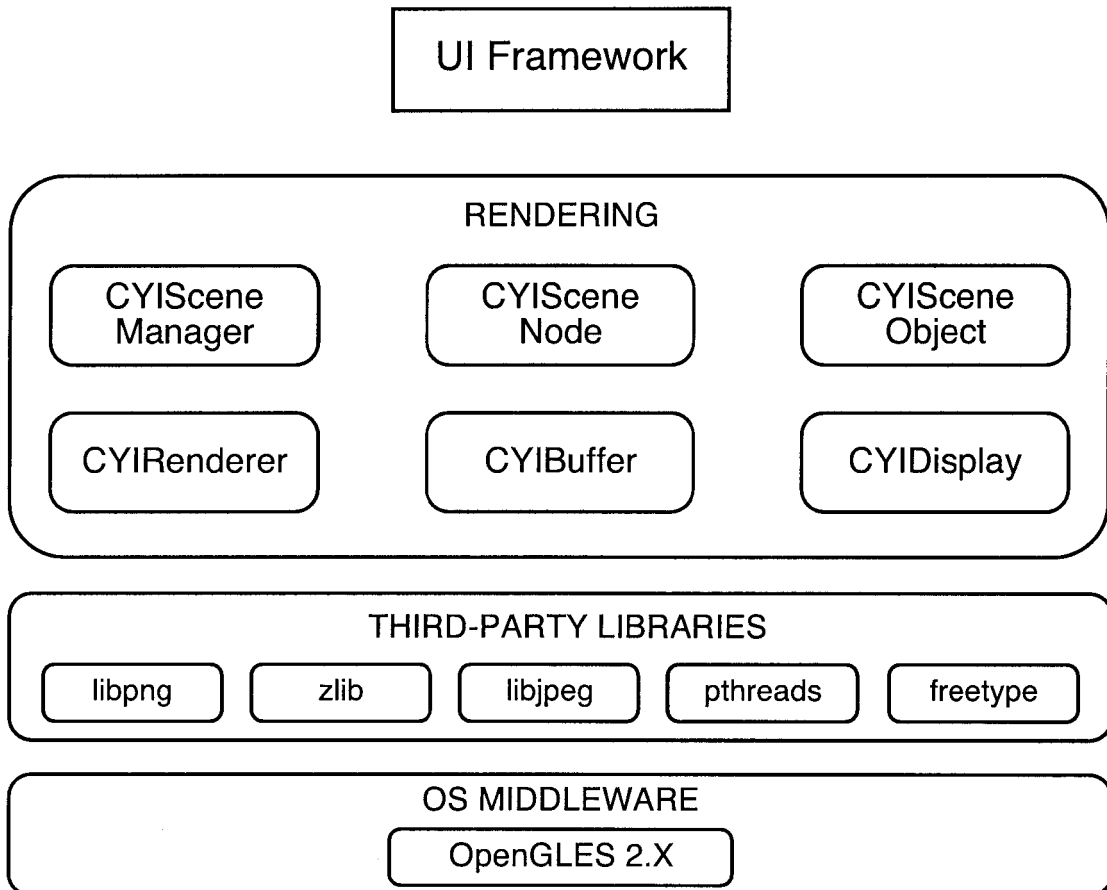 UI Framework
RENDERING
CYIScene
Manager
CYIScene
Node
CYIScene
Object
CYIRenderer
CYIBuffer
CYIDisplay
THIRD-PARTY LIBRARIES
libpng
zlib
libjpeg
pthreads
freetype
OS MIDDLEWARE
OpenGLES 2.X